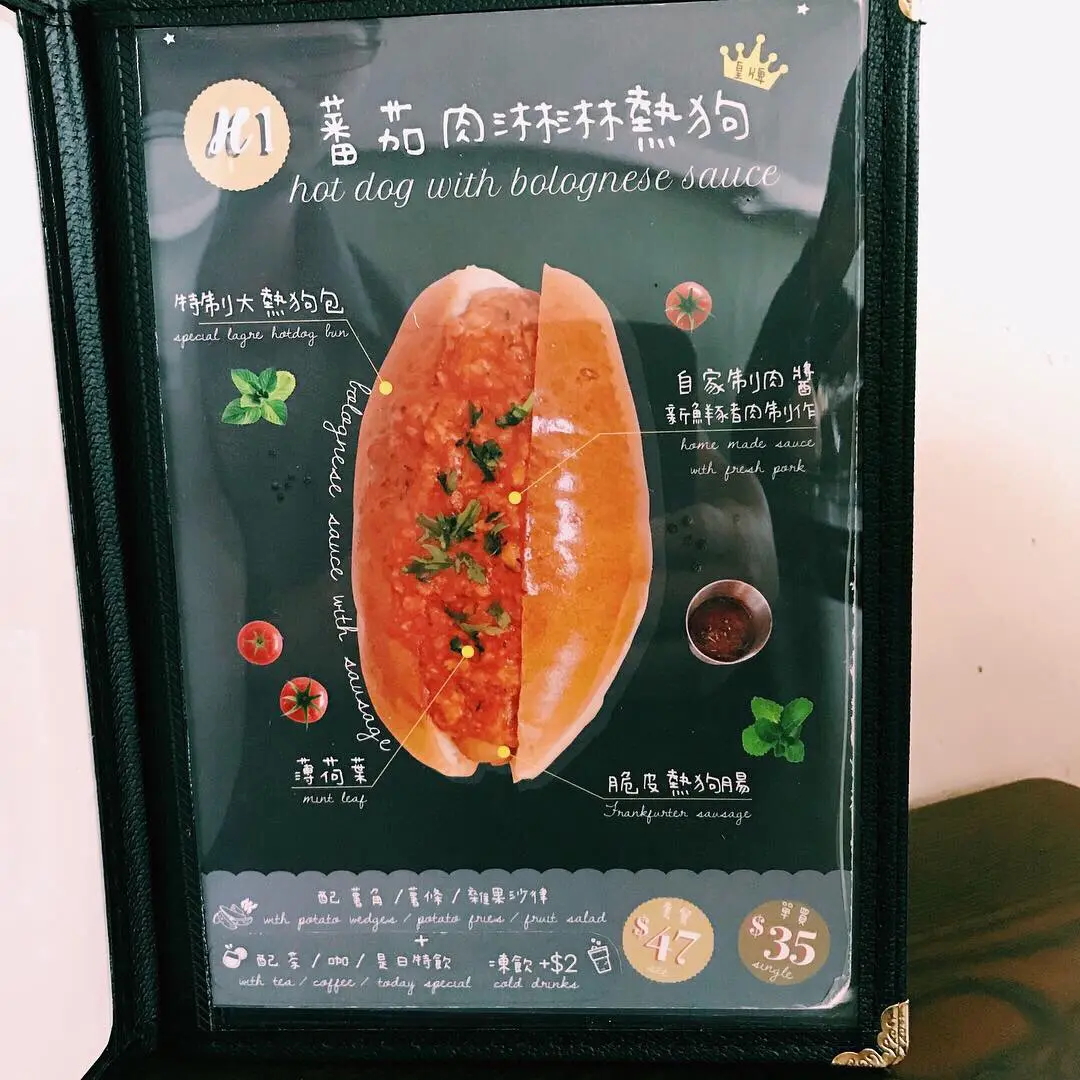 皇牌
H1
蕃茄肉淋彬林熱狗
hot dog with bolognese sauce
特制大熱狗包
special lagre hotdog bun
自家制肉醬
新鮮豬肉制作
home made sauce
with fresh pork
bolognese sauce with sausage
薄荷葉
mint leaf
脆皮熱狗腸
Frankfurter sausage
配 薯角 / 薯條 / 雜果沙律
with potato wedges / potato fries / fruit salad
+
配 茶 / 咖 / 是日特飲
with tea / coffee / today special
凍飲 +$2
cold drinks
套餐
$47
set
單買
$35
single